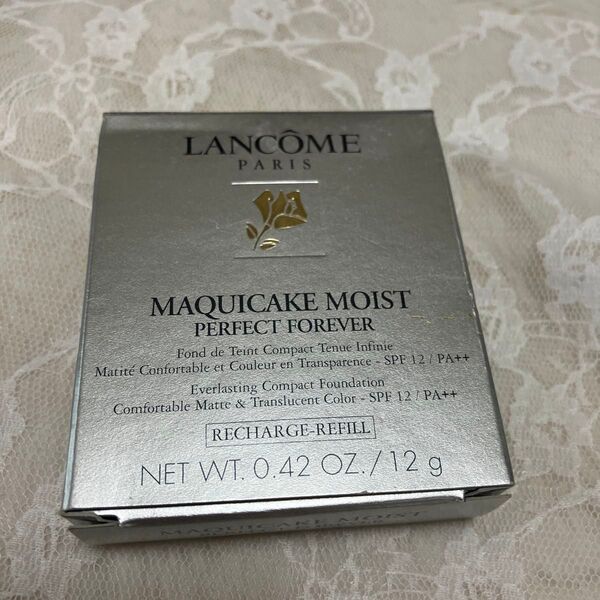 LANCÔME
PARIS
MAQUICAKE MOIST
PERFECT FOREVER
Fond de Teint Compact Tenue Infinie
Matité Confortable et Couleur en Transparence - SPF 12 / PA++
Everlasting Compact Foundation
Comfortable Matte & Translucent Color - SPF 12 / PA++
RECHARGE-REFILL
NET WT. 0.42 OZ. / 12 g
MAQUICAKE MOIST